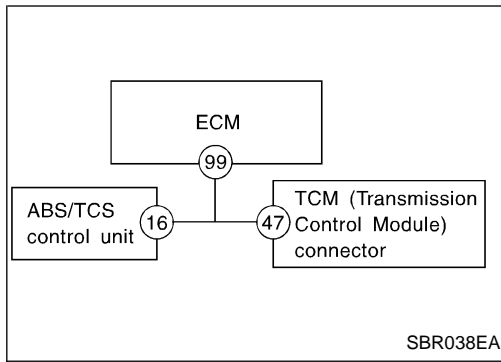 ECM
99
ABS/TCS
control unit
16
47
TCM (Transmission
Control Module)
connector
SBR038EA